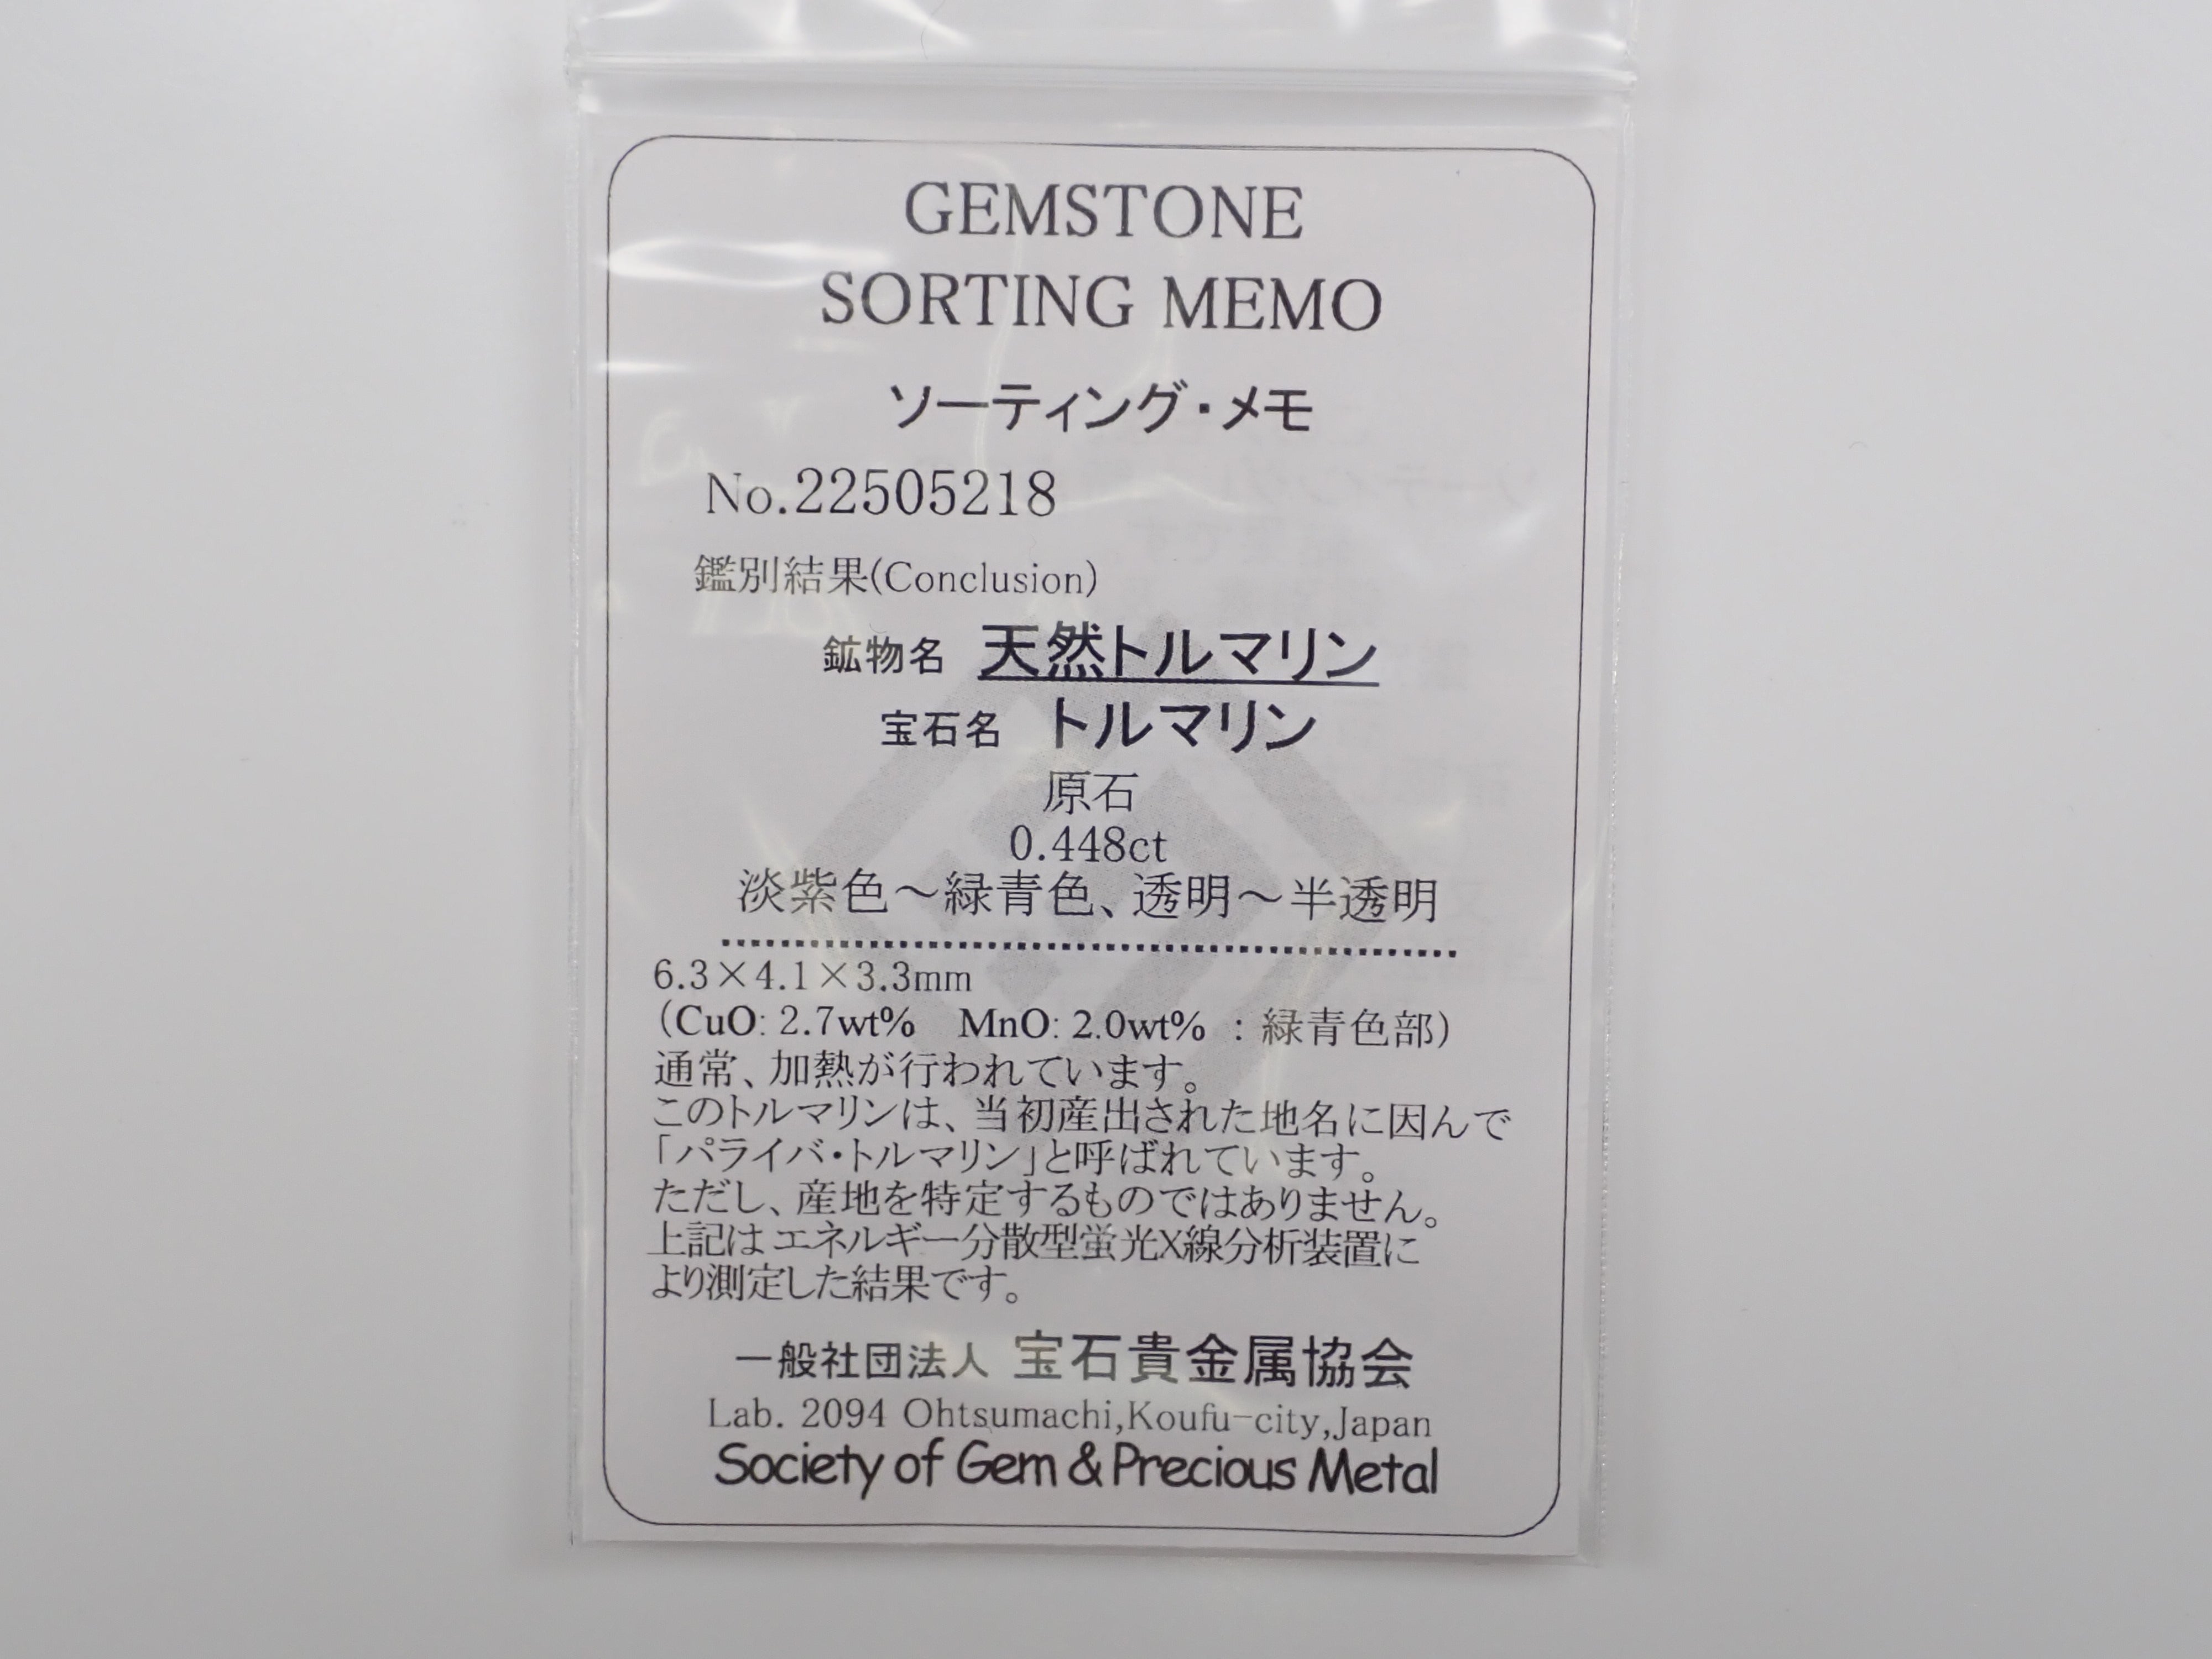 GEMSTONE
SORTING MEMO
ソーティング・メモ
No.22505218
鑑別結果(Conclusion)
鉱物名 天然トルマリン
宝石名 トルマリン
原石
0.448ct
淡紫色～緑青色、透明～半透明
6.3×4.1×3.3mm
(CuO: 2.7wt% MnO: 2.0wt% : 緑青色部)
通常、加熱が行われています。
このトルマリンは、当初産出された地名に因んで
「パライバ・トルマリン」と呼ばれています。
ただし、産地を特定するものではありません。
上記はエネルギー分散型蛍光X線分析装置に
より測定した結果です。
一般社団法人 宝石貴金属協会
Lab. 2094 Ohtsumachi,Koufu-city,Japan
Society of Gem & Precious Metal